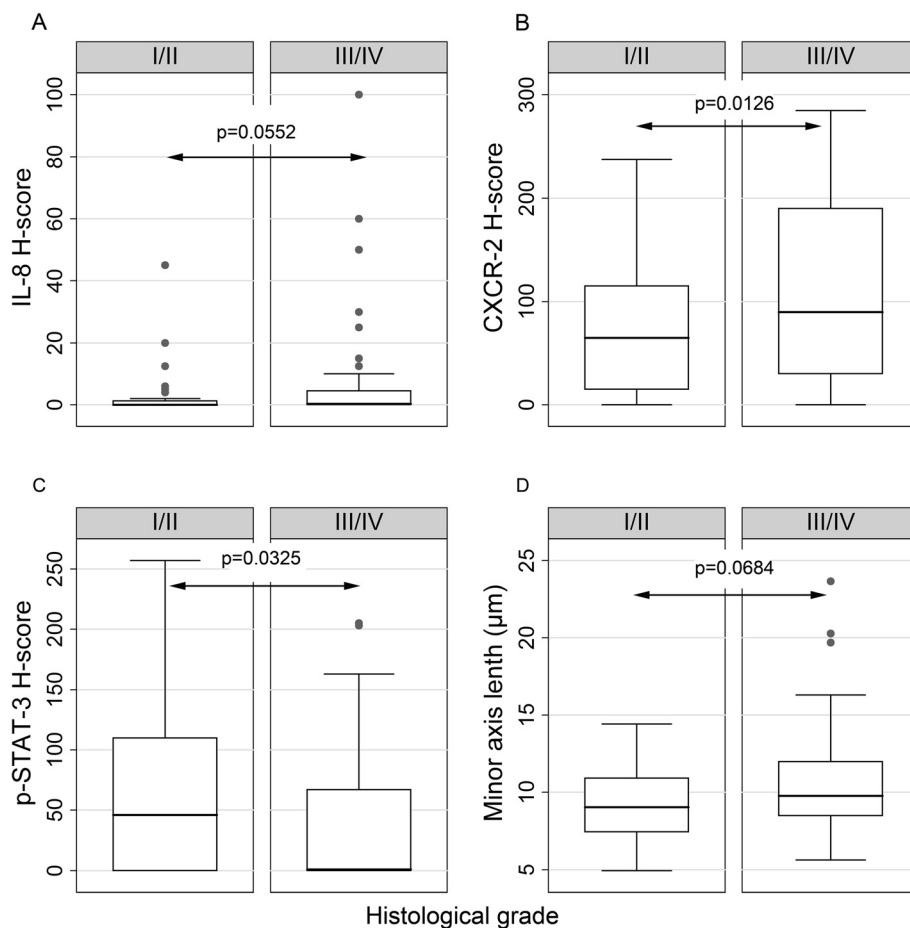 A
I/II
III/IV
p=0.0552
IL-8 H-score
0
20
40
60
80
100
B
I/II
III/IV
p=0.0126
CXCR-2 H-score
0
100
200
300
C
I/II
III/IV
p=0.0325
p-STAT-3 H-score
0
50
100
150
200
250
D
I/II
III/IV
p=0.0684
Minor axis lenth (µm)
5
10
15
20
25
Histological grade